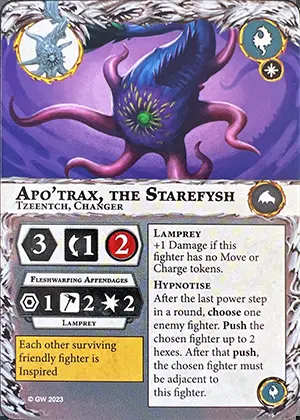 Apo'trax, the Starefysh
Tzeentch, Changer
3 1 2
Fleshwarping Appendages
1 2 2
Lamprey
Each other surviving
friendly fighter is
Inspired
© GW 2023
Lamprey
+1 Damage if this
fighter has no Move or
Charge tokens.
Hypnotise
After the last power step
in a round, choose one
enemy fighter. Push the
chosen fighter up to 2
hexes. After that push,
the chosen fighter must
be adjacent
to this fighter.